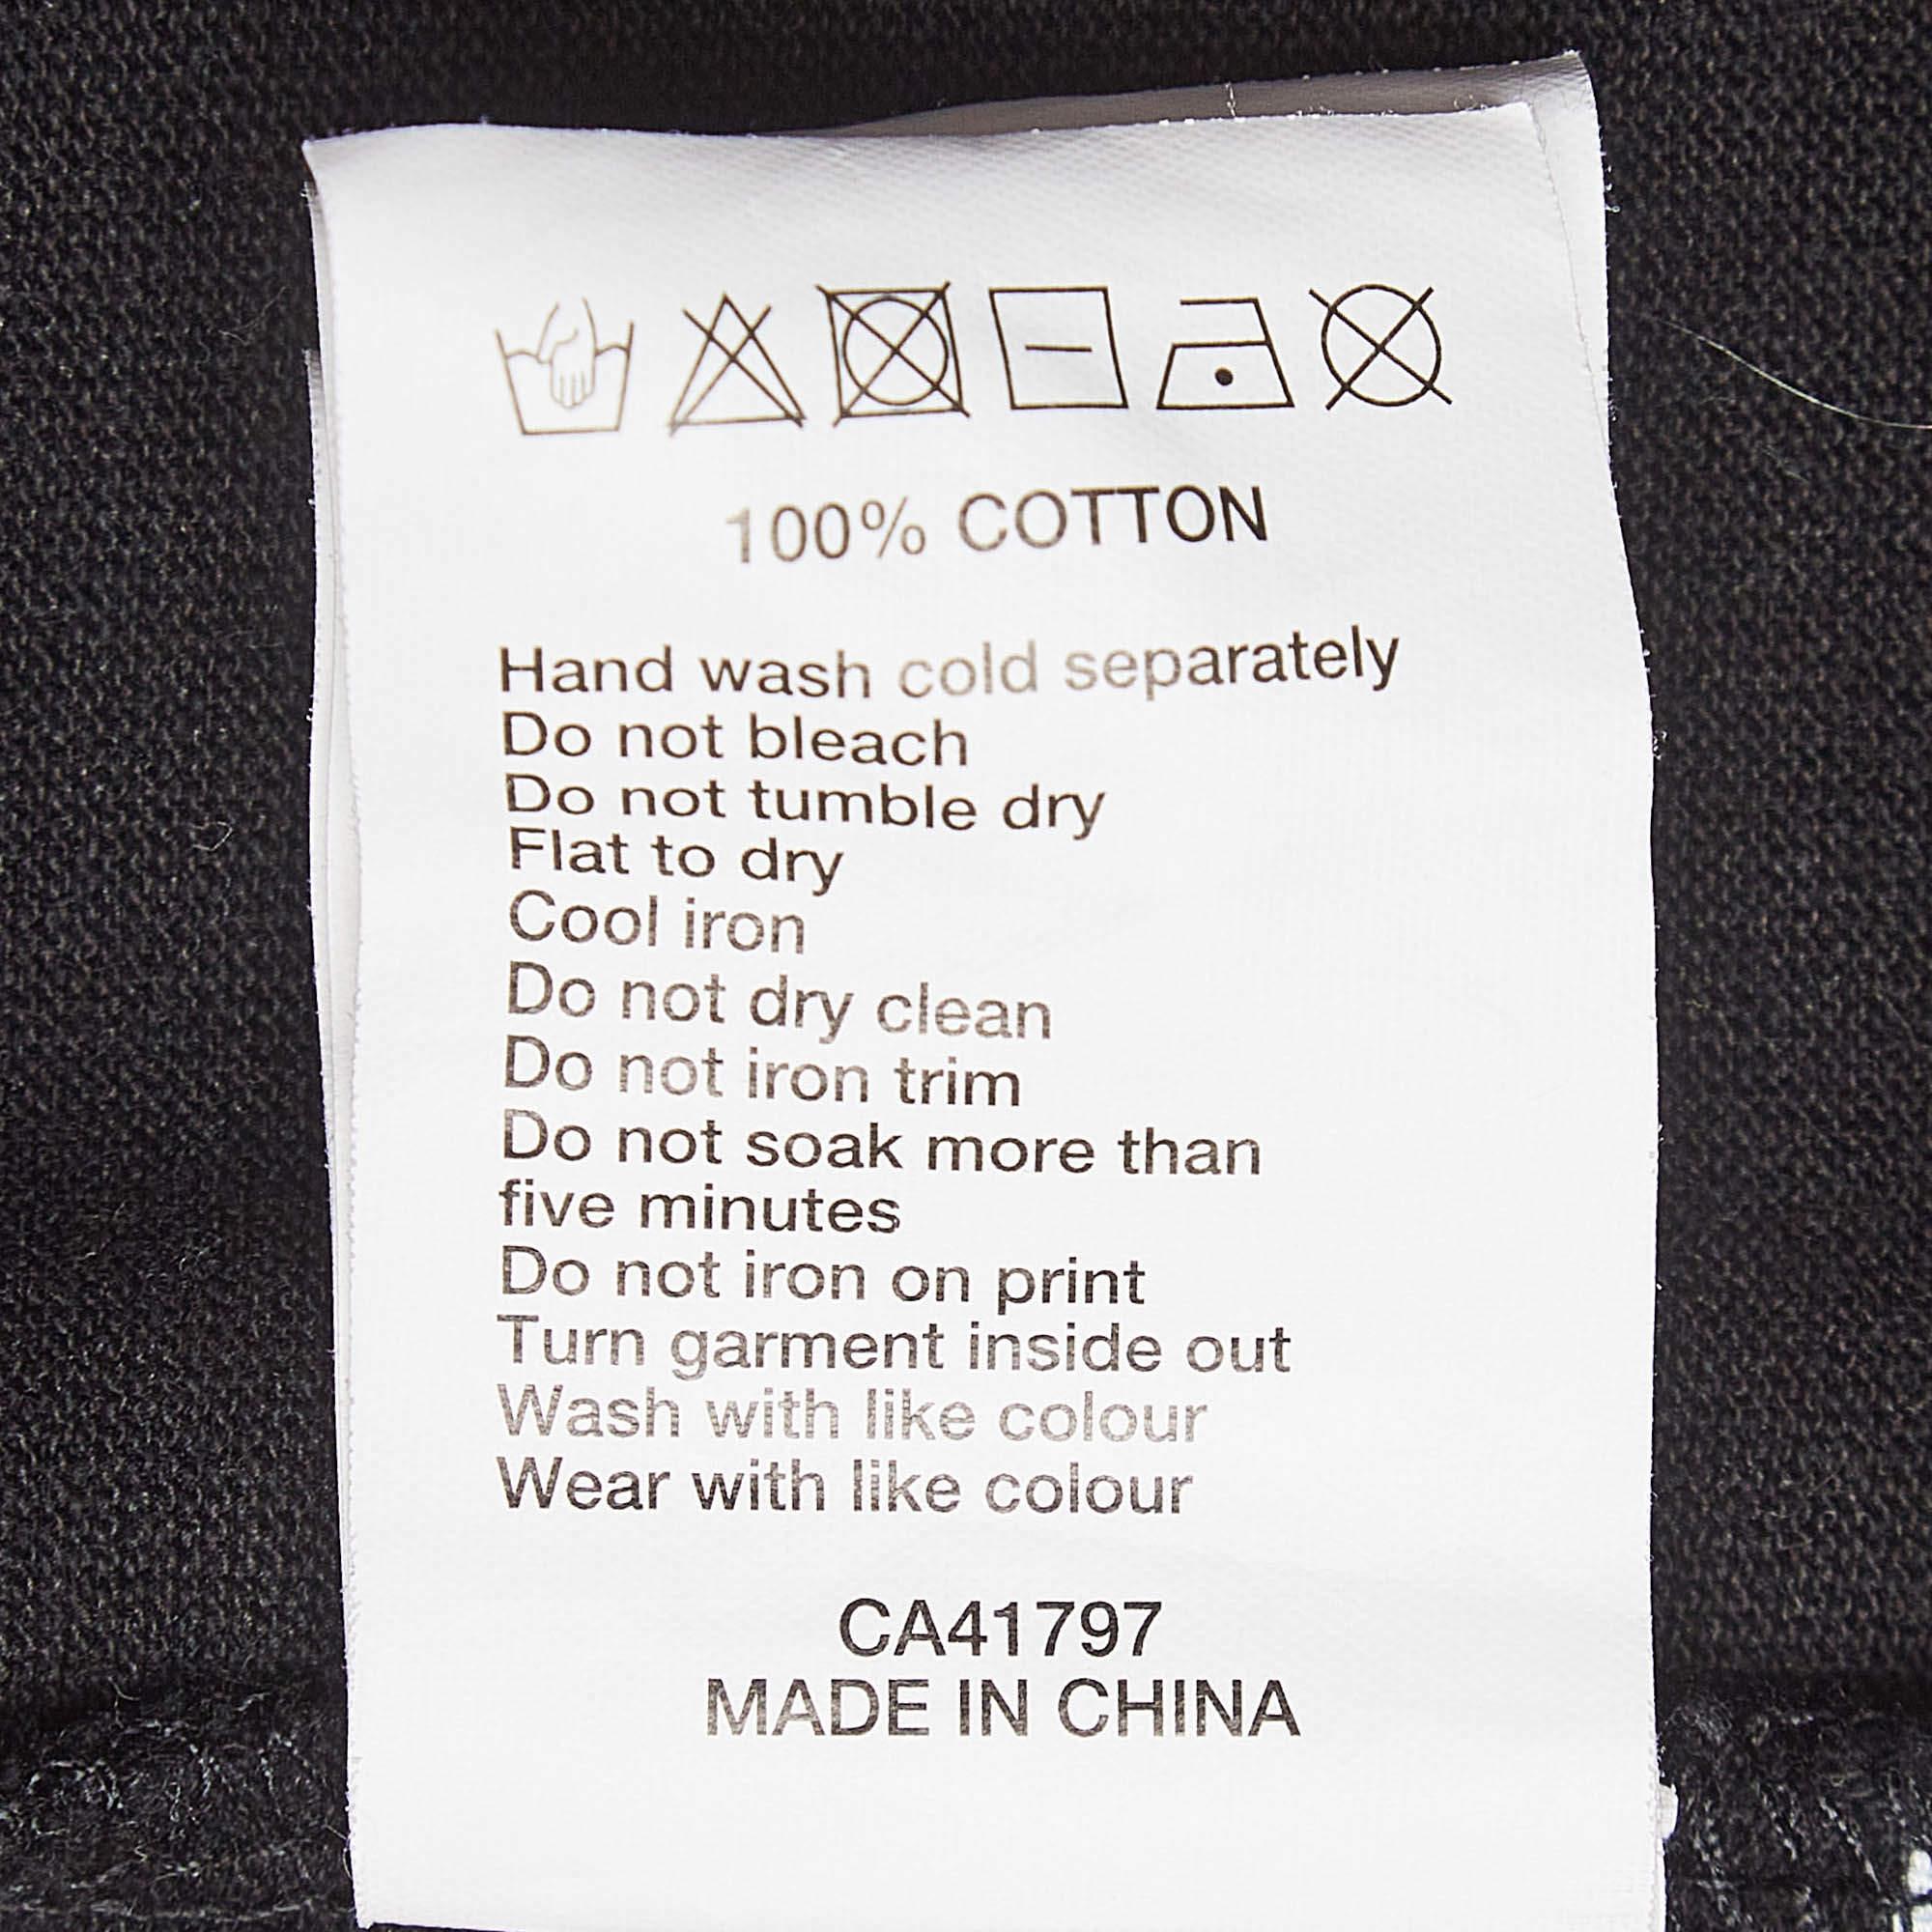 100% COTTON
Hand wash cold separately
Do not bleach
Do not tumble dry
Flat to dry
Cool iron
Do not dry clean
Do not iron trim
Do not soak more than
five minutes
Do not iron on print
Turn garment inside out
Wash with like colour
Wear with like colour
CA41797
MADE IN CHINA